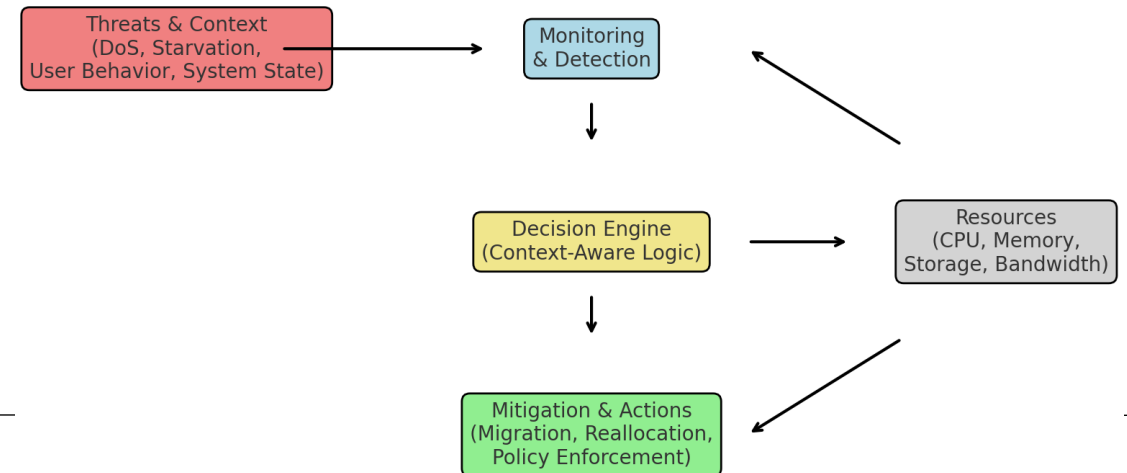 Threats & Context
(DoS, Starvation,
User Behavior, System State)
Monitoring
& Detection
Decision Engine
(Context-Aware Logic)
Resources
(CPU, Memory,
Storage, Bandwidth)
Mitigation & Actions
(Migration, Reallocation,
Policy Enforcement)